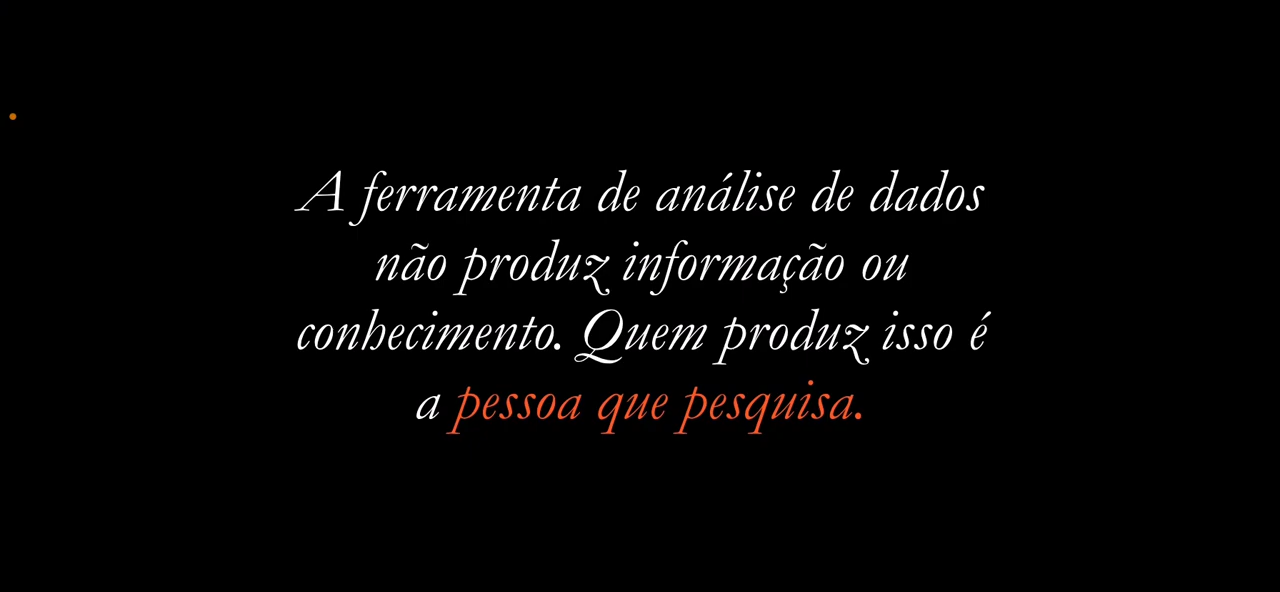 A ferramenta de análise de dados
não produz informação ou
conhecimento. Quem produz isso é
a pessoa que pesquisa.